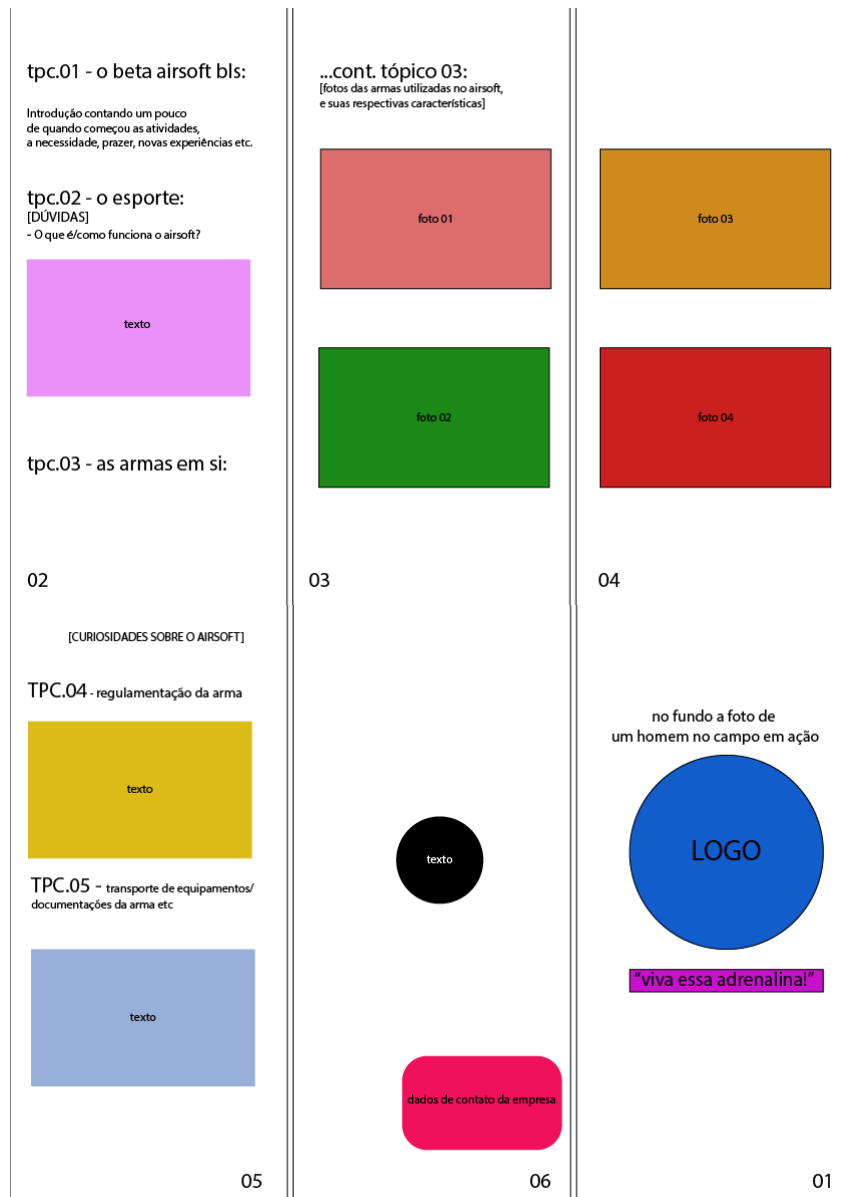 tpc.01 - o beta airsoft bls:
Introdução contando um pouco
de quando começou as atividades,
a necessidade, prazer, novas experiências etc.
tpc.02 - o esporte:
[DÚVIDAS]
- O que é/como funciona o airsoft?
texto
tpc.03 - as armas em si:
02
...cont. tópico 03:
[fotos das armas utilizadas no airsoft,
e suas respectivas características]
foto 01
foto 02
03
foto 03
foto 04
04
[CURIOSIDADES SOBRE O AIRSOFT]
TPC.04 - regulamentação da arma
texto
TPC.05 - transporte de equipamentos/
documentações da arma etc
texto
05
texto
dados de contato da empresa
06
no fundo a foto de
um homem no campo em ação
LOGO
“viva essa adrenalina!”
01